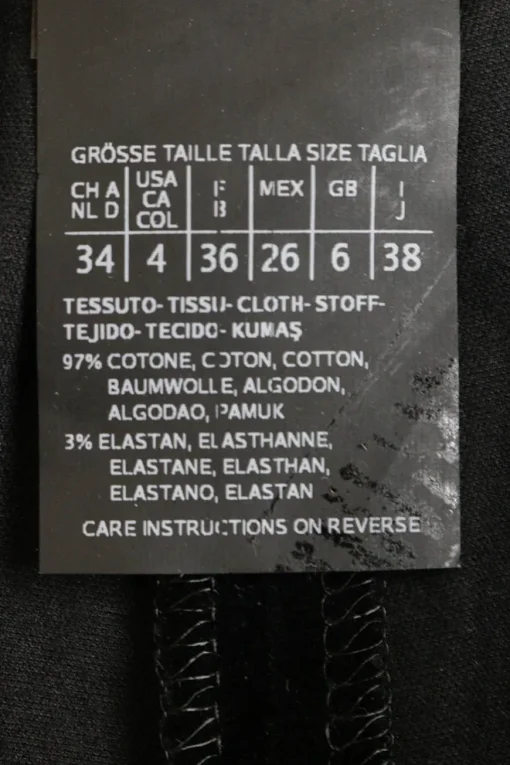 GRÖSSE TAILLE TALLA SIZE TAGLIA
CH A NL D | USA CA COL | F B | MEX | GB | I J
34 | 4 | 36 | 26 | 6 | 38
TESSUTO- TISSU- CLOTH- STOFF-
TEJIDO- TECIDO- KUMAŞ
97% COTONE, COTON, COTTON,
BAUMWOLLE, ALGODON,
ALGODAO, PAMUK
3% ELASTAN, ELASTHANNE,
ELASTANE, ELASTHAN,
ELASTANO, ELASTAN
CARE INSTRUCTIONS ON REVERSE